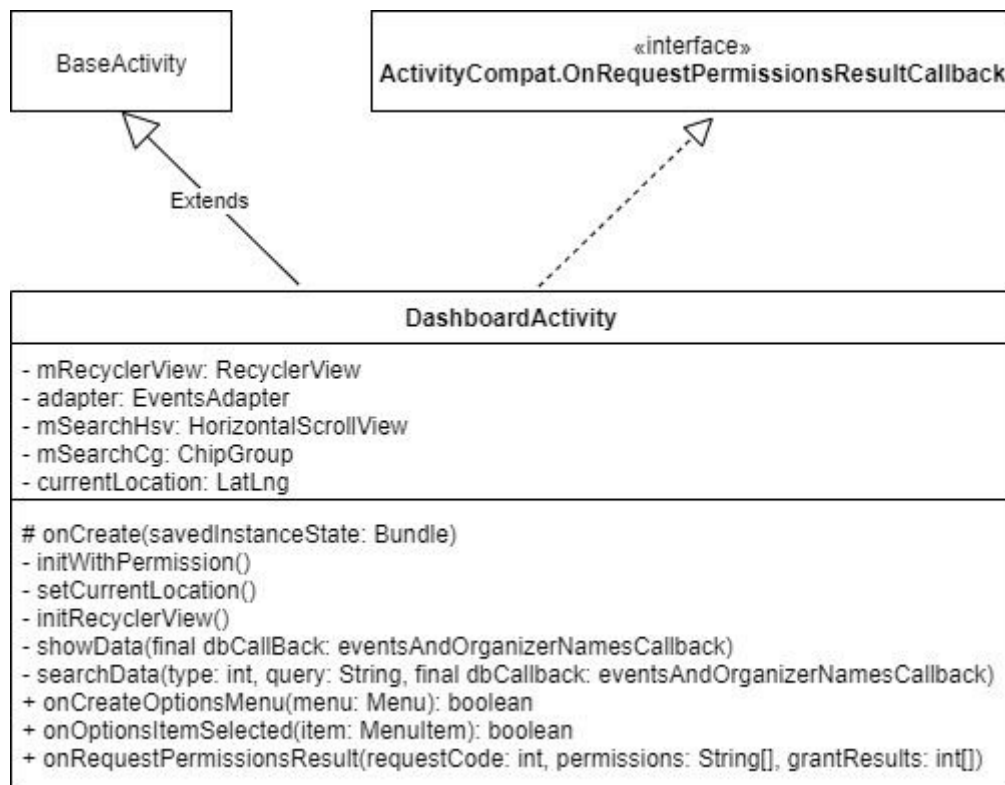 BaseActivity
«interface»
ActivityCompat.OnRequestPermissionsResultCallback
Extends
DashboardActivity
- mRecyclerView: RecyclerView
- adapter: EventsAdapter
- mSearchHsv: HorizontalScrollView
- mSearchCg: ChipGroup
- currentLocation: LatLng
# onCreate(savedInstanceState: Bundle)
- initWithPermission()
- setCurrentLocation()
- initRecyclerView()
- showData(final dbCallBack: eventsAndOrganizerNamesCallback)
- searchData(type: int, query: String, final dbCallback: eventsAndOrganizerNamesCallback)
+ onCreateOptionsMenu(menu: Menu): boolean
+ onOptionsItemSelected(item: MenuItem): boolean
+ onRequestPermissionsResult(requestCode: int, permissions: String[], grantResults: int[])